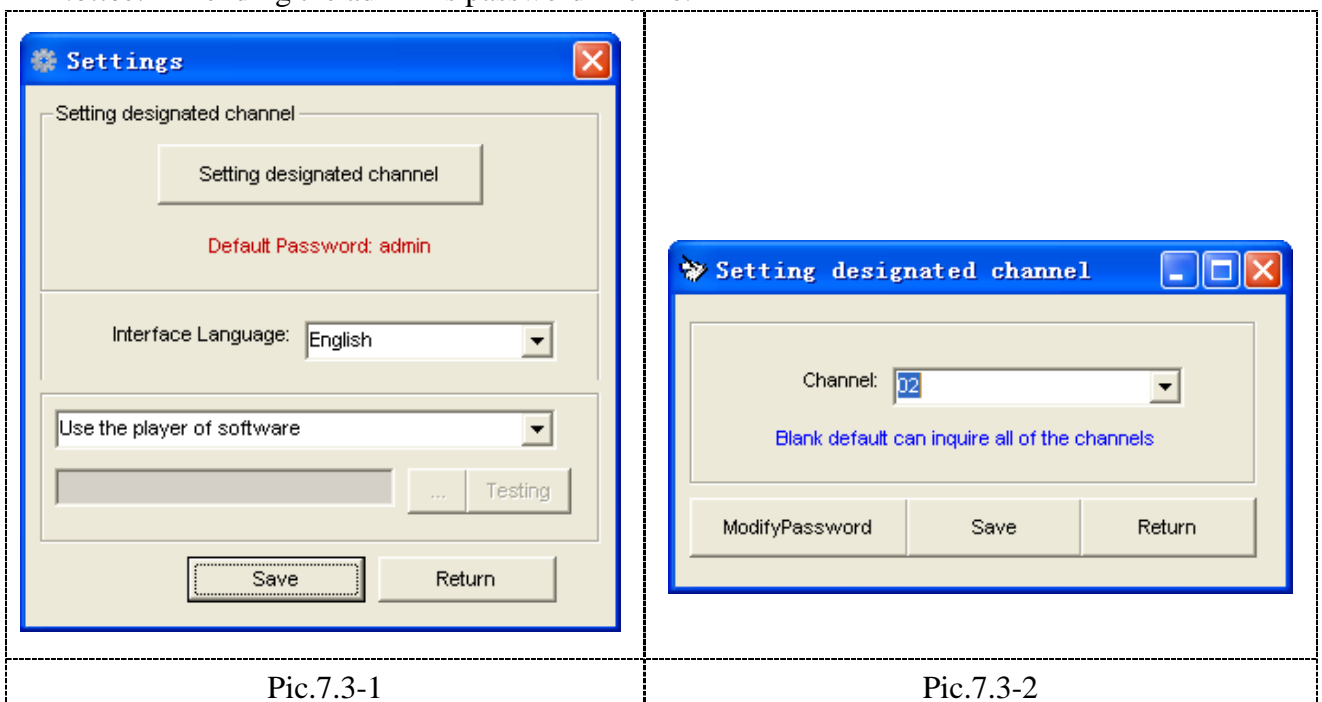 Settings
Setting designated channel
Setting designated channel
Default Password: admin
Interface Language: English
Use the player of software
... Testing
Save Return
Setting designated channel
Channel: 02
Blank default can inquire all of the channels
ModifyPassword Save Return
Pic.7.3-1 Pic.7.3-2